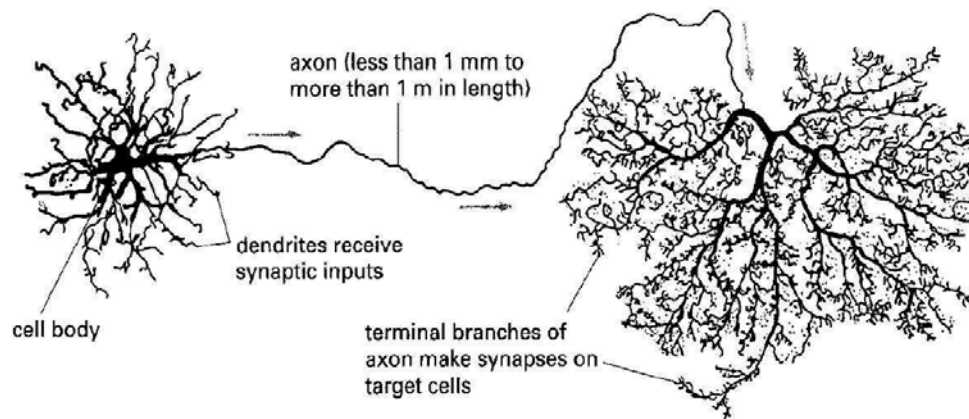 axon (less than 1 mm to
more than 1 m in length)
dendrites receive
synaptic inputs
cell body
terminal branches of
axon make synapses on
target cells